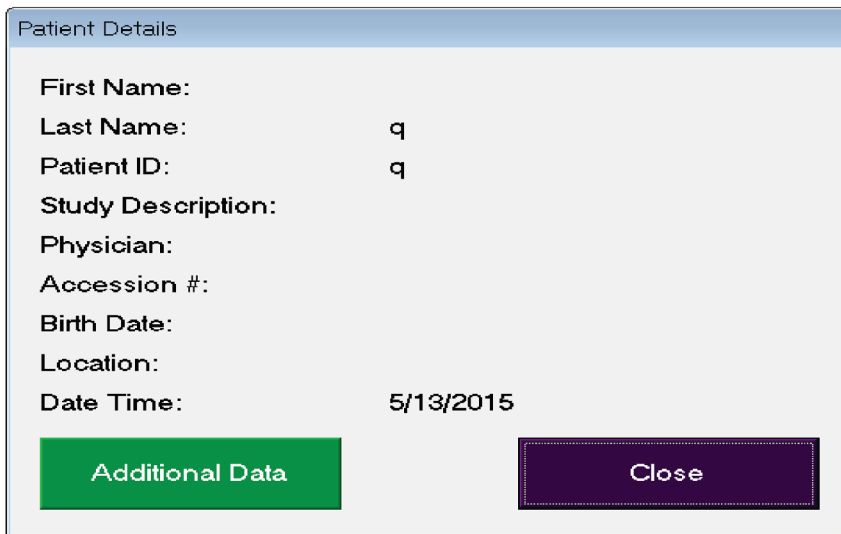 Patient Details
First Name:
Last Name: q
Patient ID: q
Study Description:
Physician:
Accession #:
Birth Date:
Location:
Date Time: 5/13/2015
Additional Data Close